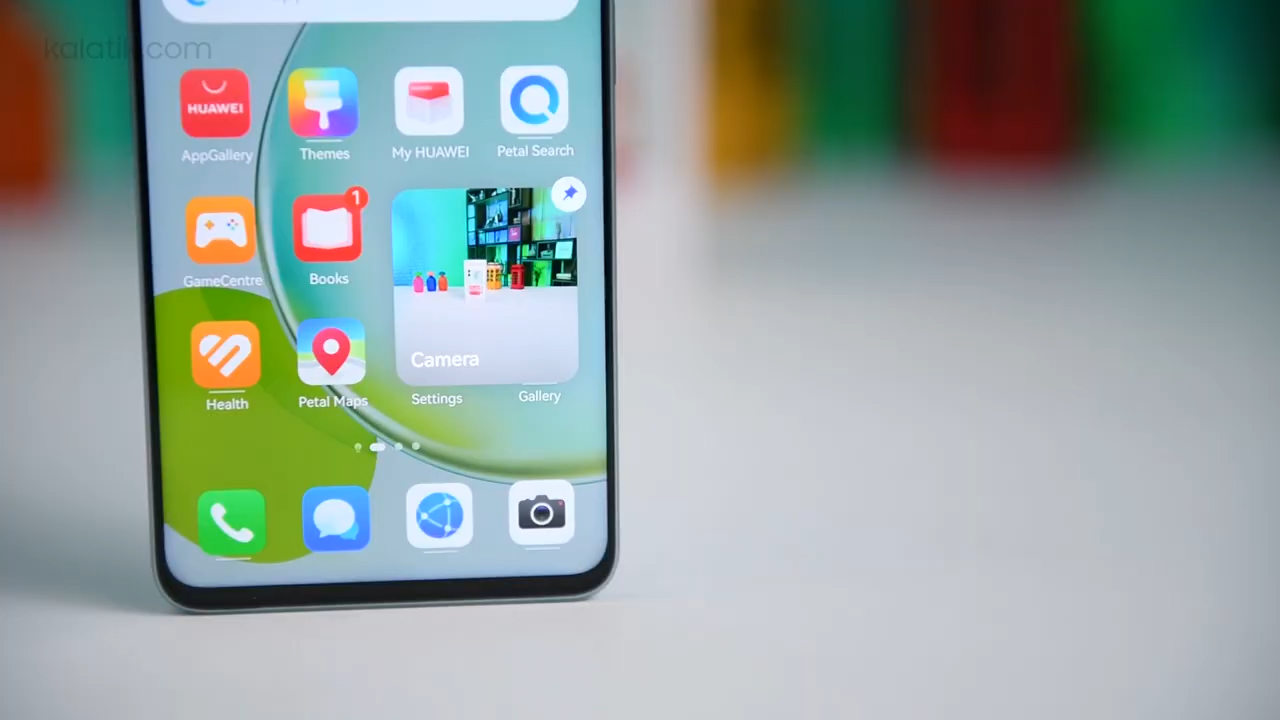 kalatik.com
HUAWEI
AppGallery
Themes
My HUAWEI
Petal Search
GameCentre
1
Books
Camera
Health
Petal Maps
Settings
Gallery